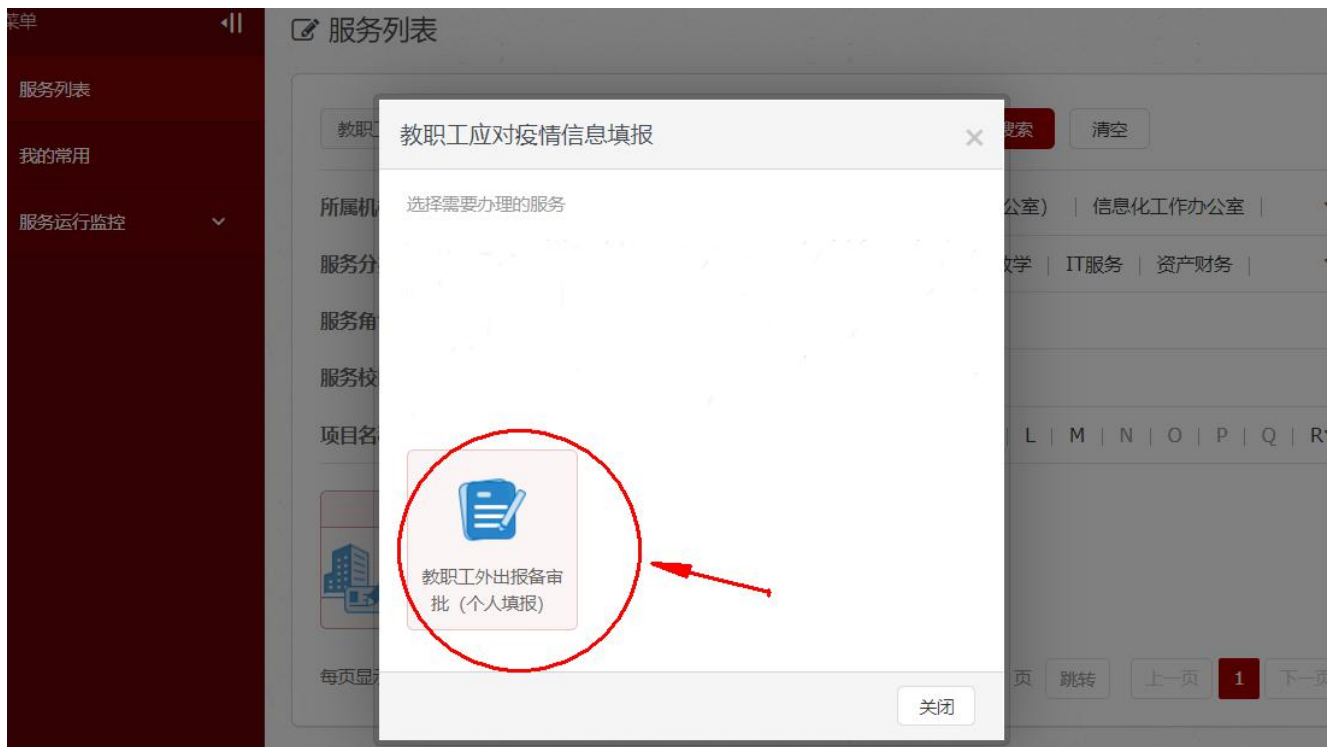 菜单
服务列表
服务列表
我的常用
服务运行监控
教职工应对疫情信息填报
×
教职
搜索
清空
选择需要办理的服务
所属机
公室） | 信息化工作办公室 |
服务分
教学 | IT服务 | 资产财务 |
服务角
服务校
项目名
L | M | N | O | P | Q | R
教职工外出报备审
批（个人填报）
每页显
页
跳转
上一页
1
下一页
关闭